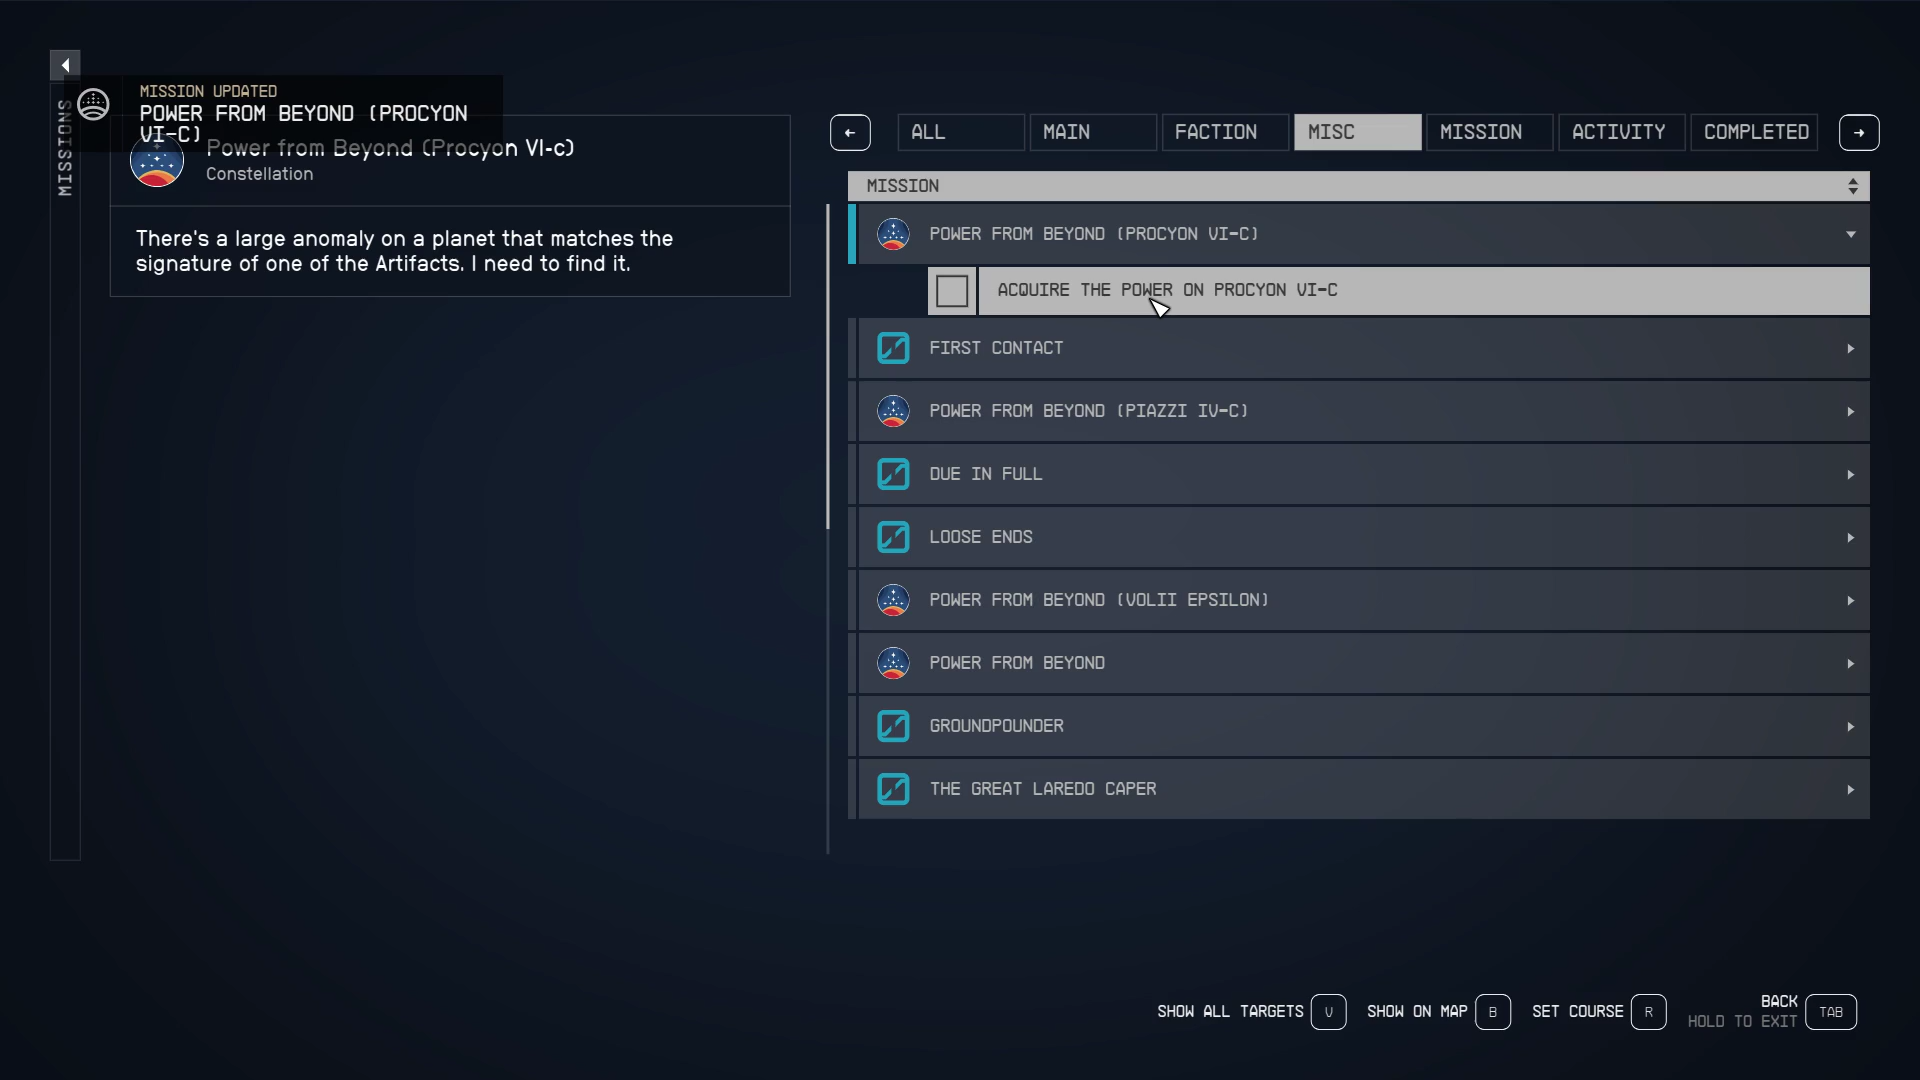 MISSIONS
MISSION UPDATED
POWER FROM BEYOND (PROCYON
VI-C)
Power from Beyond (Procyon VI-c)
Constellation
There's a large anomaly on a planet that matches the
signature of one of the Artifacts. I need to find it.
ALL MAIN FACTION MISC MISSION ACTIVITY COMPLETED
MISSION
POWER FROM BEYOND (PROCYON VI-C)
ACQUIRE THE POWER ON PROCYON VI-C
FIRST CONTACT
POWER FROM BEYOND (PIAZZI IV-C)
DUE IN FULL
LOOSE ENDS
POWER FROM BEYOND (VOLII EPSILON)
POWER FROM BEYOND
GROUNDPOUNDER
THE GREAT LAREDO CAPER
SHOW ALL TARGETS V SHOW ON MAP B SET COURSE R BACK TAB
HOLD TO EXIT